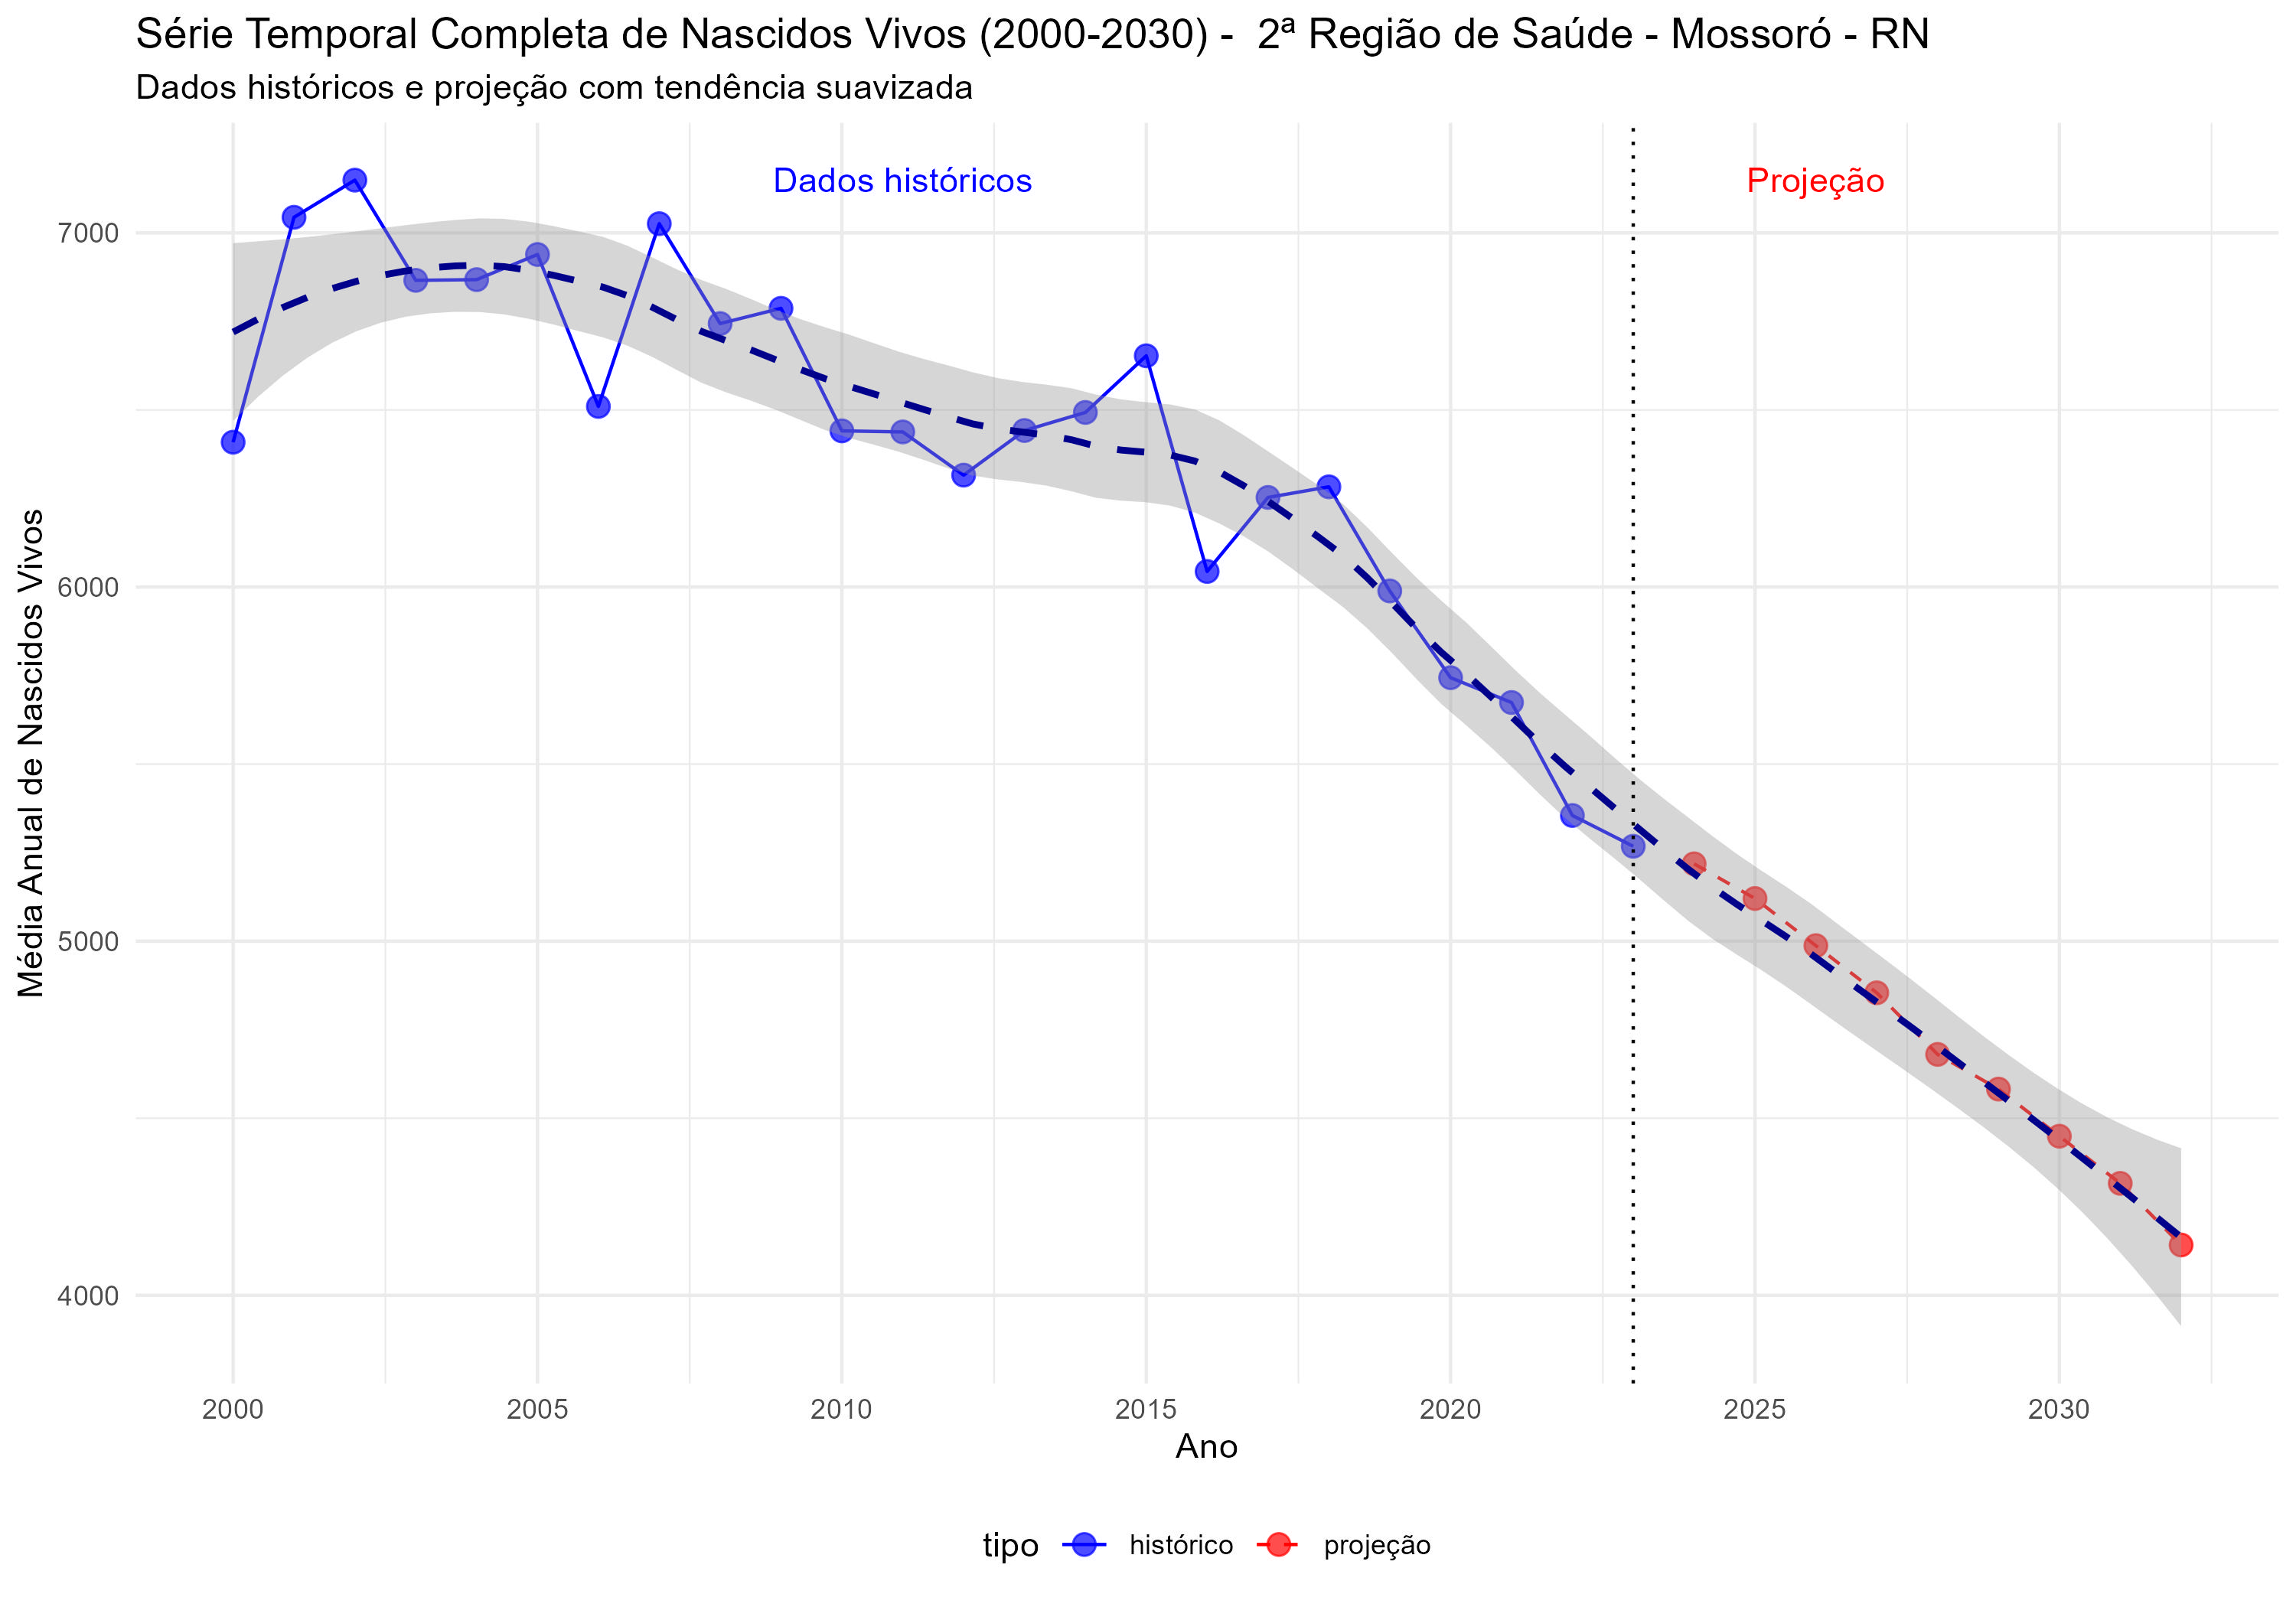 Série Temporal Completa de Nascidos Vivos (2000-2030) -  2ª Região de Saúde - Mossoró - RN
Dados históricos e projeção com tendência suavizada
Dados históricos
Projeção
Média Anual de Nascidos Vivos
7000
6000
5000
4000
2000
2005
2010
2015
2020
2025
2030
Ano
tipo
histórico
projeção